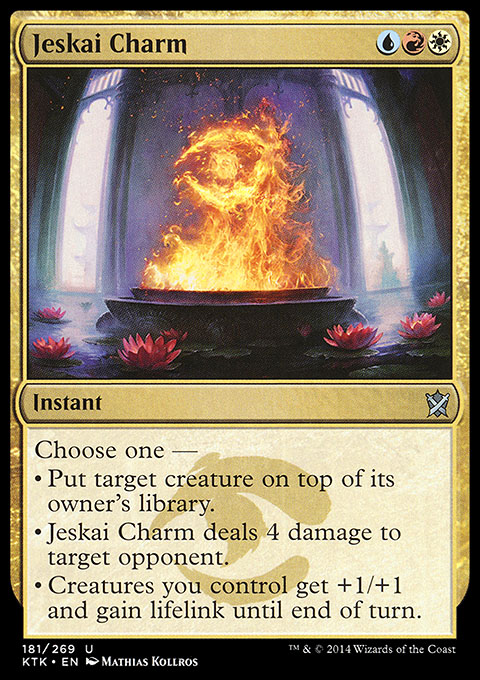 Jeskai Charm
Instant
Choose one —
• Put target creature on top of its
owner's library.
• Jeskai Charm deals 4 damage to
target opponent.
• Creatures you control get +1/+1
and gain lifelink until end of turn.
181/269 U
KTK • EN Mathias Kollros
™ & © 2014 Wizards of the Coast